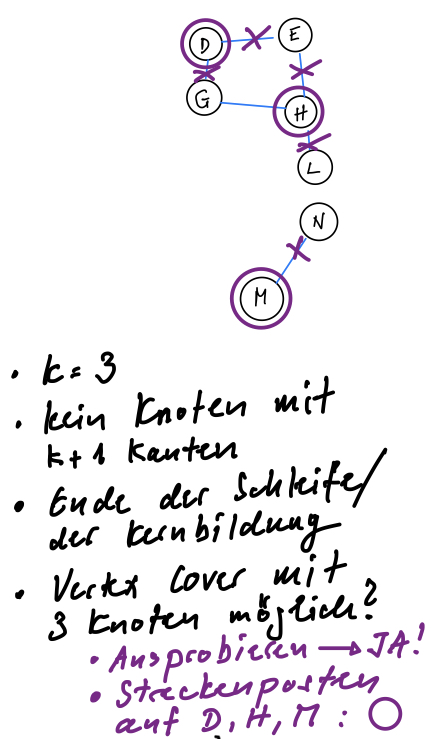 D E
G H
L
N
M
• k = 3
• kein Knoten mit
k+1 Kanten
• Ende der Schleife/
der Kernbildung
• Vertex Cover mit
3 Knoten möglich?
• Ausprobieren → JA!
• Streckenposten
auf D, H, M : ◯